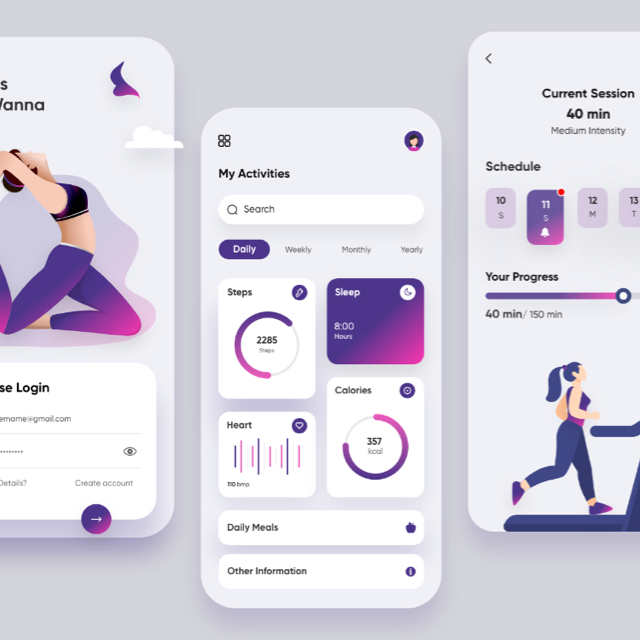 s
Wanna
se Login
ername@gmail.com
Details?
Create account
My Activities
Search
Daily
Weekly
Monthly
Yearly
Steps
2285
Steps
Sleep
8:00
Hours
Heart
110 bmp
Calories
357
kcal
Daily Meals
Other Information
Current Session
40 min
Medium Intensity
Schedule
10
S
11
S
12
M
13
T
Your Progress
40 min/ 150 min